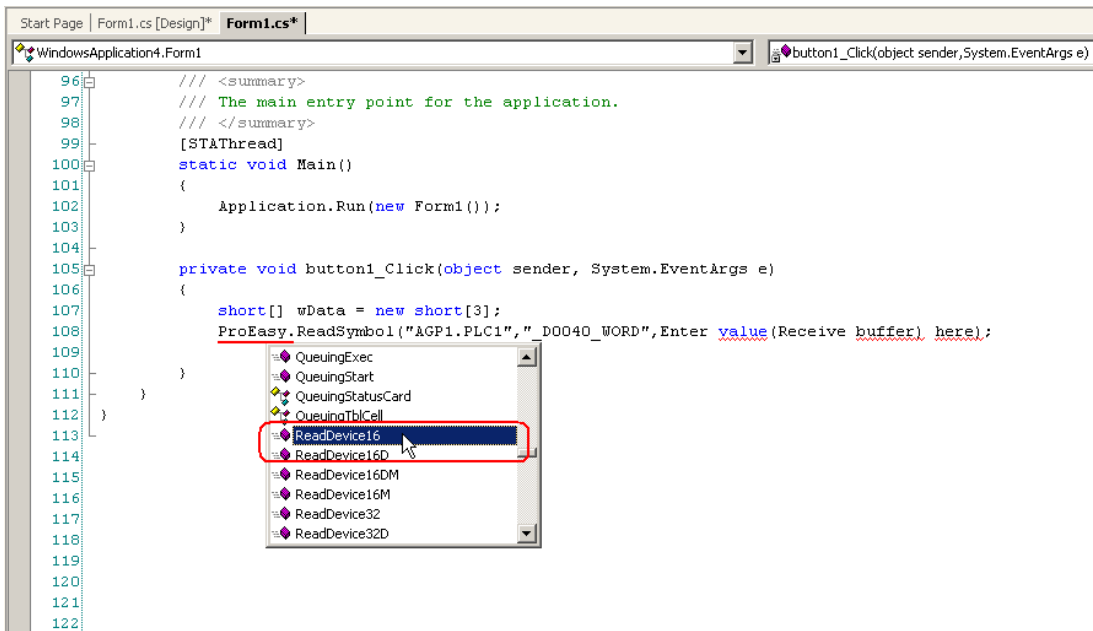 Start Page Form1.cs [Design]* Form1.cs*
WindowsApplication4.Form1 button1_Click(object sender,System.EventArgs e)
96 /// <summary>
97 /// The main entry point for the application.
98 /// </summary>
99 [STAThread]
100 static void Main()
101 {
102 Application.Run(new Form1());
103 }
104
105 private void button1_Click(object sender, System.EventArgs e)
106 {
107 short[] wData = new short[3];
108 ProEasy.ReadSymbol("AGP1.PLC1","_D0040_WORD",Enter value(Receive buffer) here);
109 QueuingExec
110 } QueuingStart
111 } QueuingStatusCard
112 } QueuingTblCell
113 ReadDevice16
114 ReadDevice16D
115 ReadDevice16DM
116 ReadDevice16M
117 ReadDevice32
118 ReadDevice32D
119
120
121
122